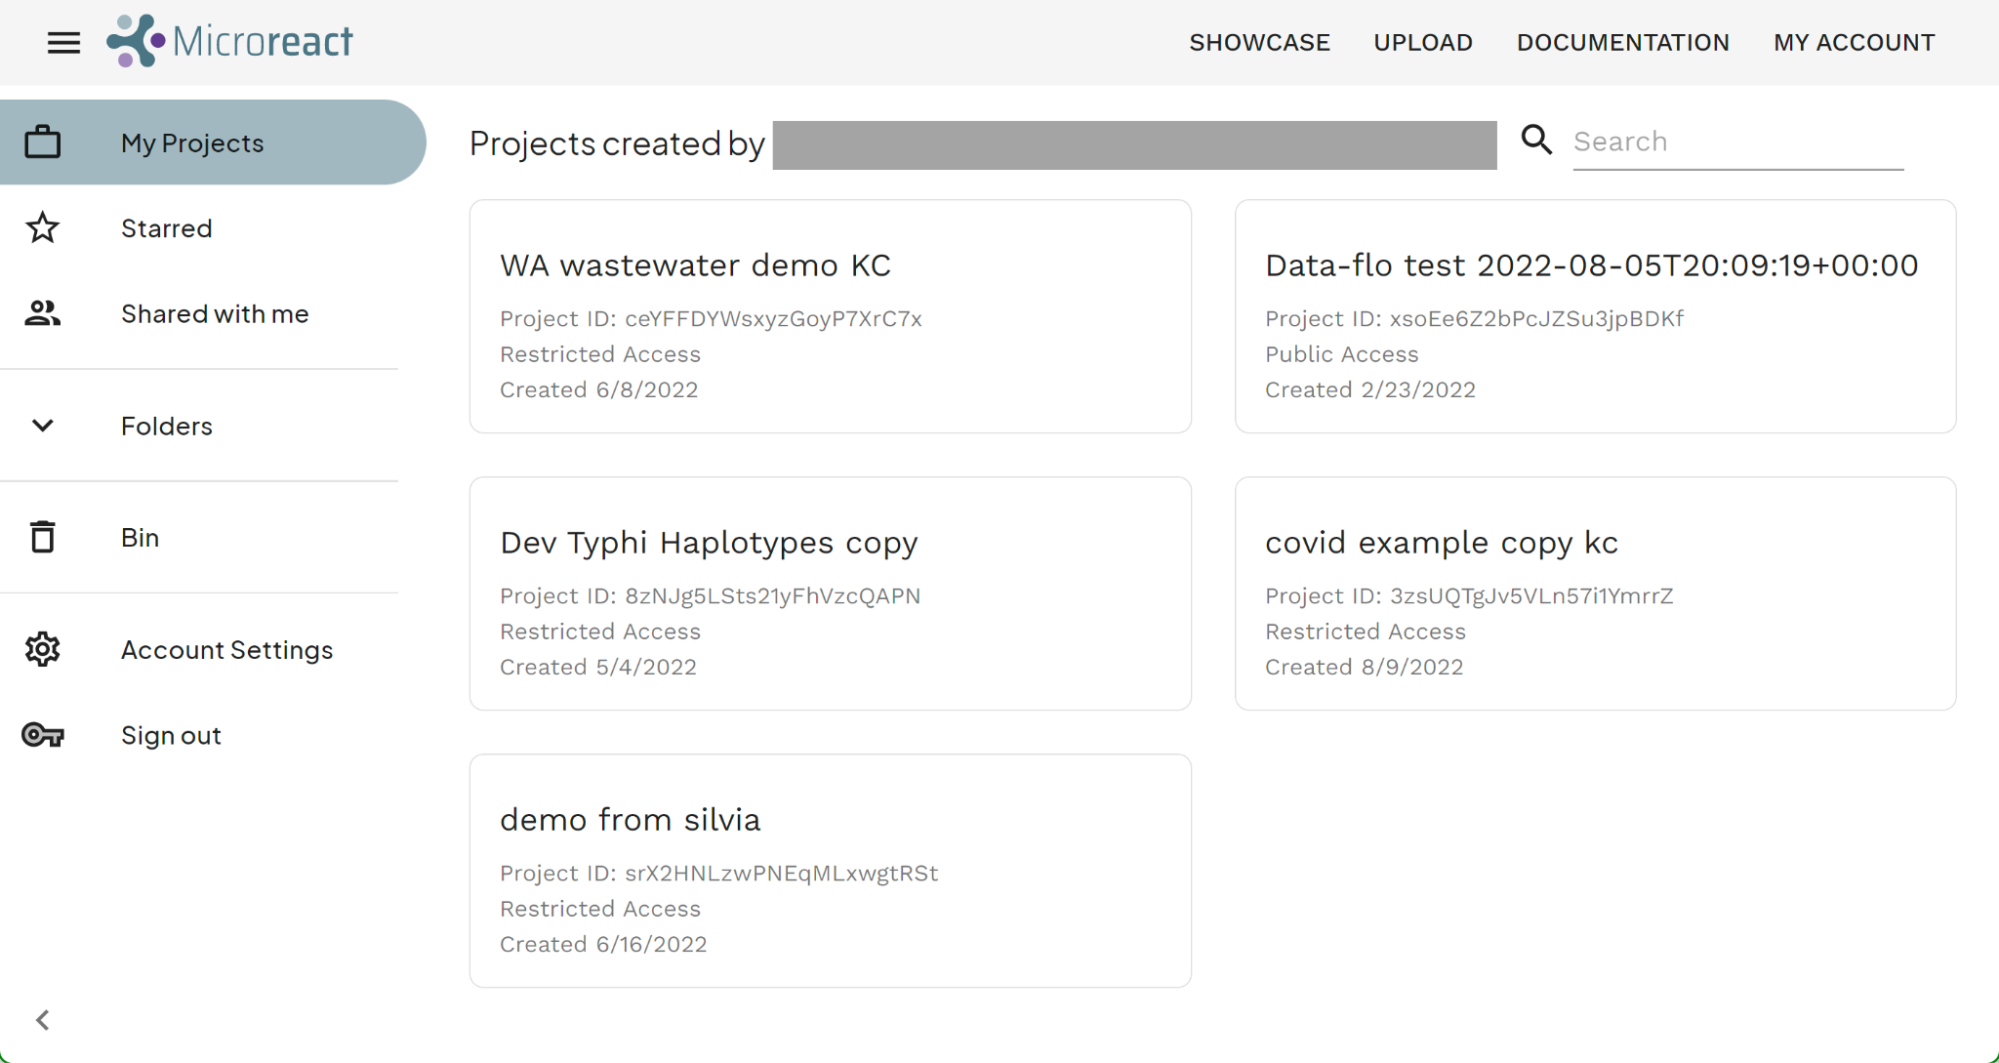 Microreact
SHOWCASE
UPLOAD
DOCUMENTATION
MY ACCOUNT
My Projects
Starred
Shared with me
Folders
Bin
Account Settings
Sign out
Projects created by
Search
WA wastewater demo KC
Project ID: ceYFFDYWsxyzGoyP7XrC7x
Restricted Access
Created 6/8/2022
Data-flo test 2022-08-05T20:09:19+00:00
Project ID: xsoEe6Z2bPcJZSu3jpBDKf
Public Access
Created 2/23/2022
Dev Typhi Haplotypes copy
Project ID: 8zNJg5LSts21yFhVzcQAPN
Restricted Access
Created 5/4/2022
covid example copy kc
Project ID: 3zsUQTgJv5VLn57i1YmrrZ
Restricted Access
Created 8/9/2022
demo from silvia
Project ID: srX2HNLzwPNEqMLxwgtRSt
Restricted Access
Created 6/16/2022